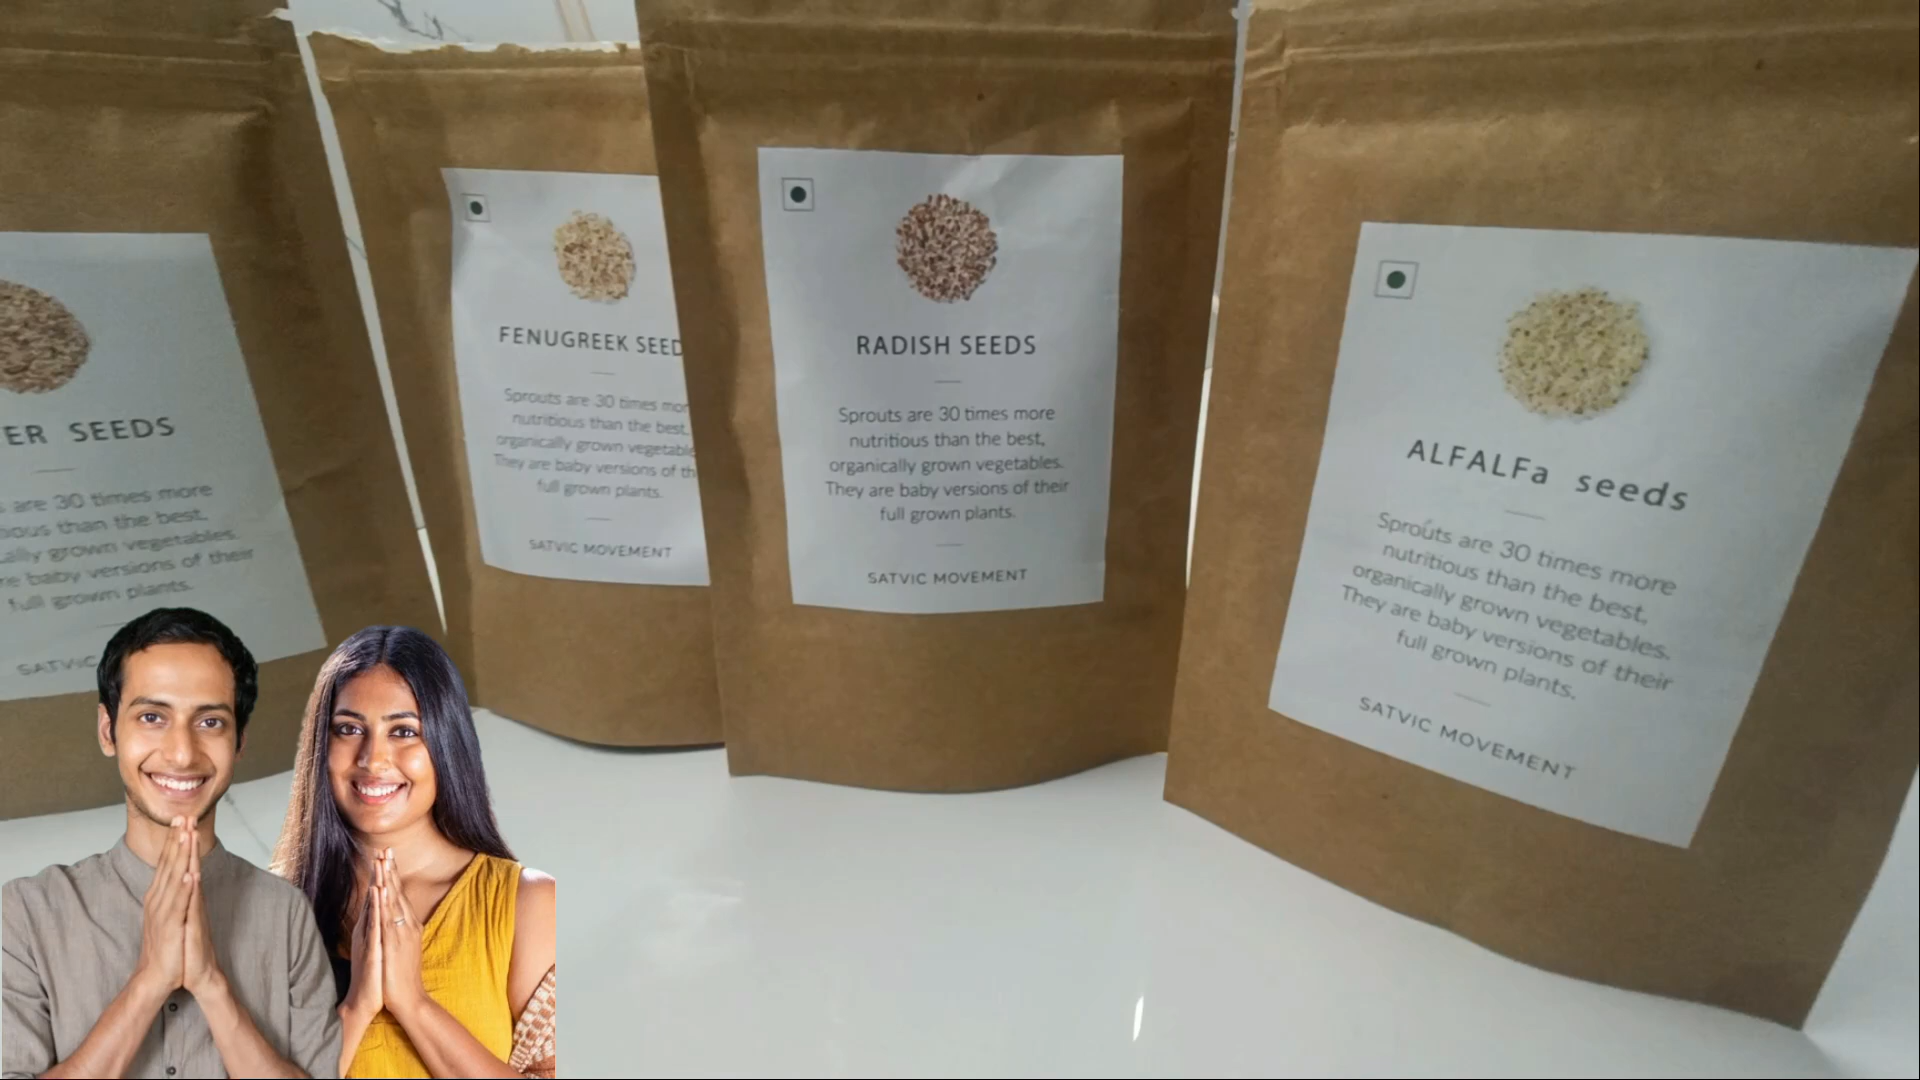 ER SEEDS
are 30 times more
than the best,
grown vegetables.
baby versions of their
full grown plants.
SATVIC
FENUGREEK SEED
Sprouts are 30 times mor
nutritious than the best,
organically grown vegetable
They are baby versions of th
full grown plants.
SATVIC MOVEMENT
RADISH SEEDS
Sprouts are 30 times more
nutritious than the best,
organically grown vegetables.
They are baby versions of their
full grown plants.
SATVIC MOVEMENT
ALFALFa seeds
Sprouts are 30 times more
nutritious than the best,
organically grown vegetables.
They are baby versions of their
full grown plants.
SATVIC MOVEMENT